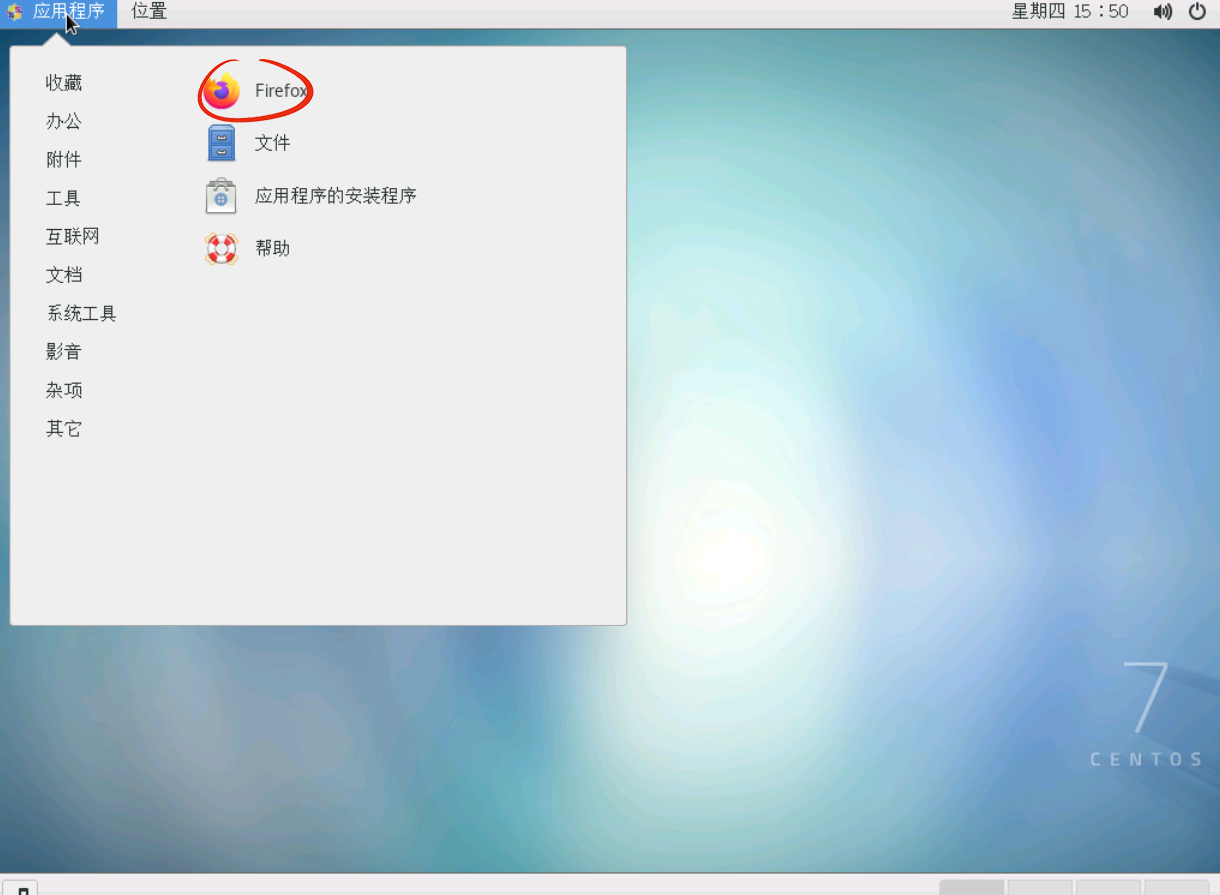 应用程序 位置 星期四 15：50
收藏
办公
附件
工具
互联网
文档
系统工具
影音
杂项
其它
Firefox
文件
应用程序的安装程序
帮助
7
CENTOS